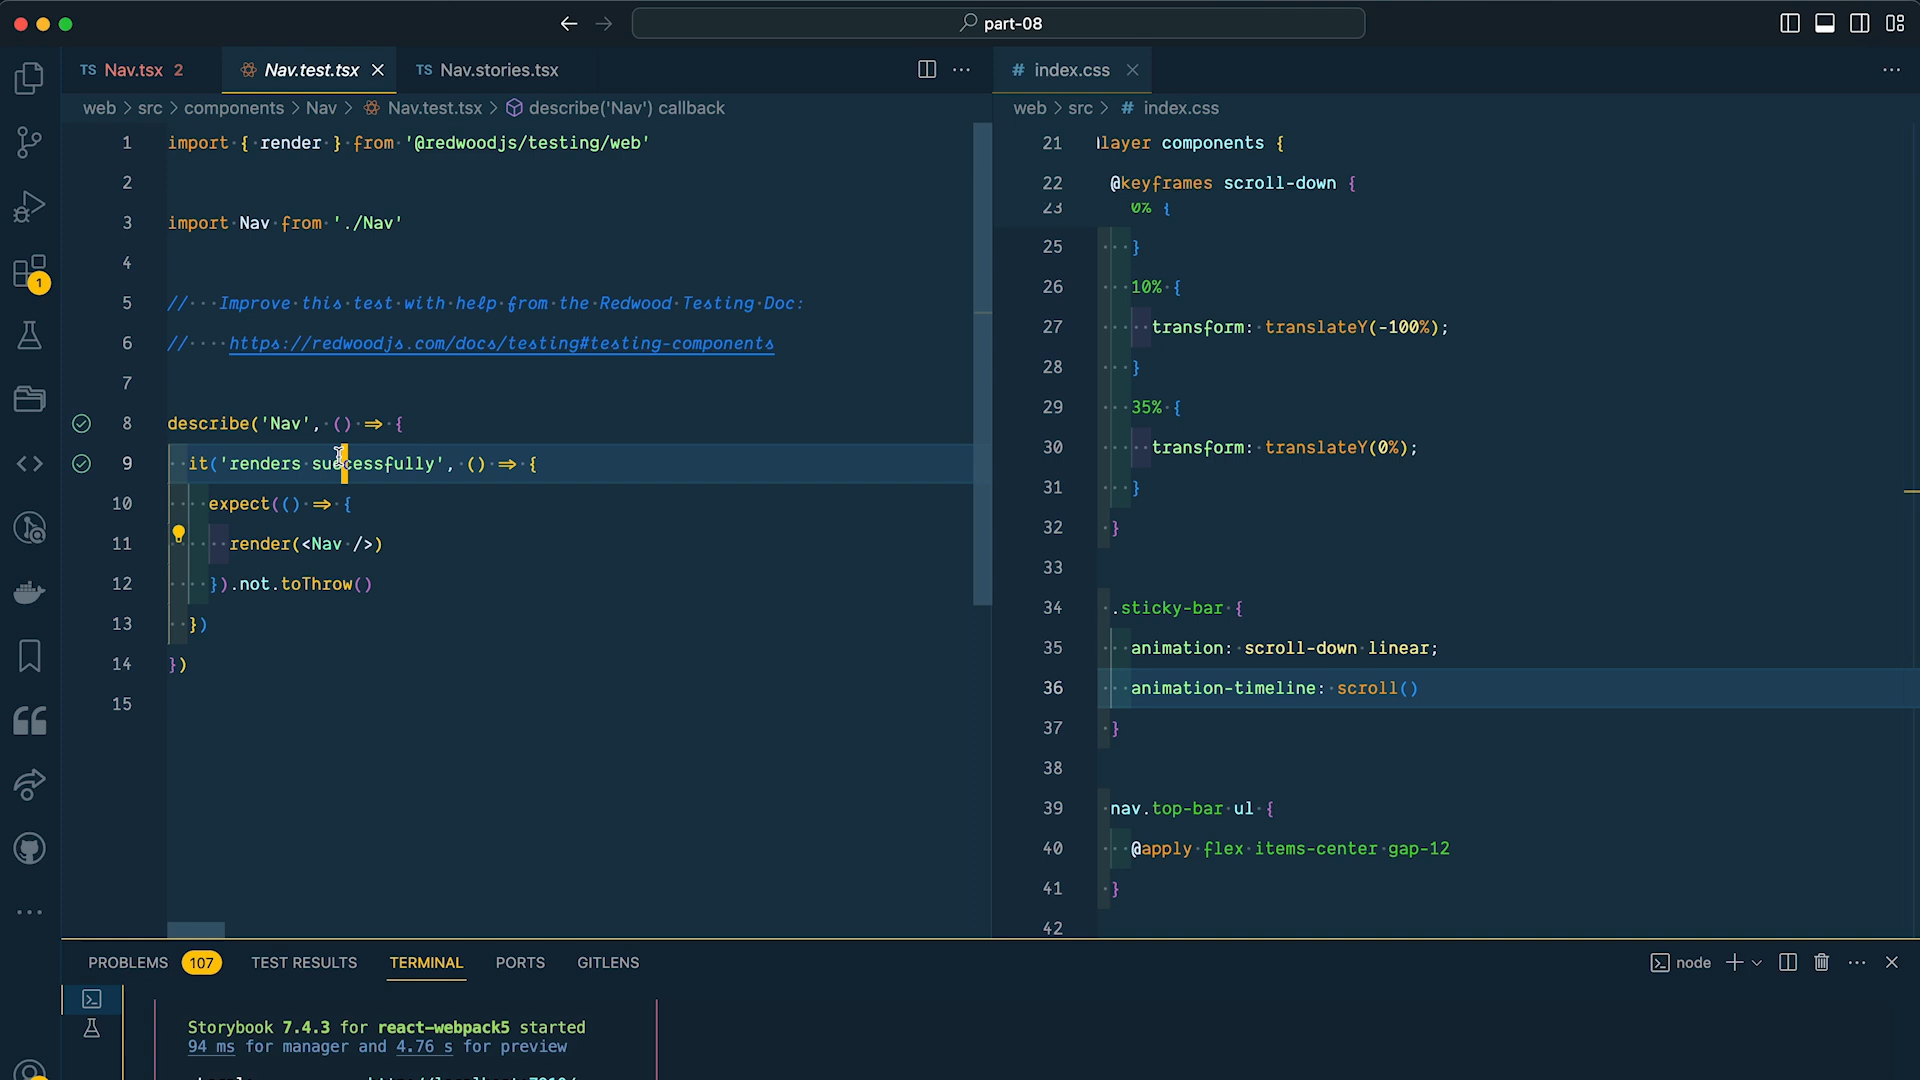 part-08
TS Nav.tsx 2
Nav.test.tsx
TS Nav.stories.tsx
# index.css
web > src > components > Nav > Nav.test.tsx > describe('Nav') callback
web > src > # index.css
1 import { render } from '@redwoodjs/testing/web'
2
3 import Nav from './Nav'
4
5 // Improve this test with help from the Redwood Testing Doc:
6 // https://redwoodjs.com/docs/testing#testing-components
7
8 describe('Nav', () => {
9 it('renders successfully', () => {
10 expect(() => {
11 render(<Nav />)
12 }).not.toThrow()
13 })
14 })
15
21 layer components {
22 @keyframes scroll-down {
23 0% {
25 }
26 10% {
27 transform: translateY(-100%);
28 }
29 35% {
30 transform: translateY(0%);
31 }
32 }
33
34 .sticky-bar {
35 animation: scroll-down linear;
36 animation-timeline: scroll()
37 }
38
39 nav.top-bar ul {
40 @apply flex items-center gap-12
41 }
42
1
PROBLEMS 107 TEST RESULTS TERMINAL PORTS GITLENS
node
Storybook 7.4.3 for react-webpack5 started
94 ms for manager and 4.76 s for preview